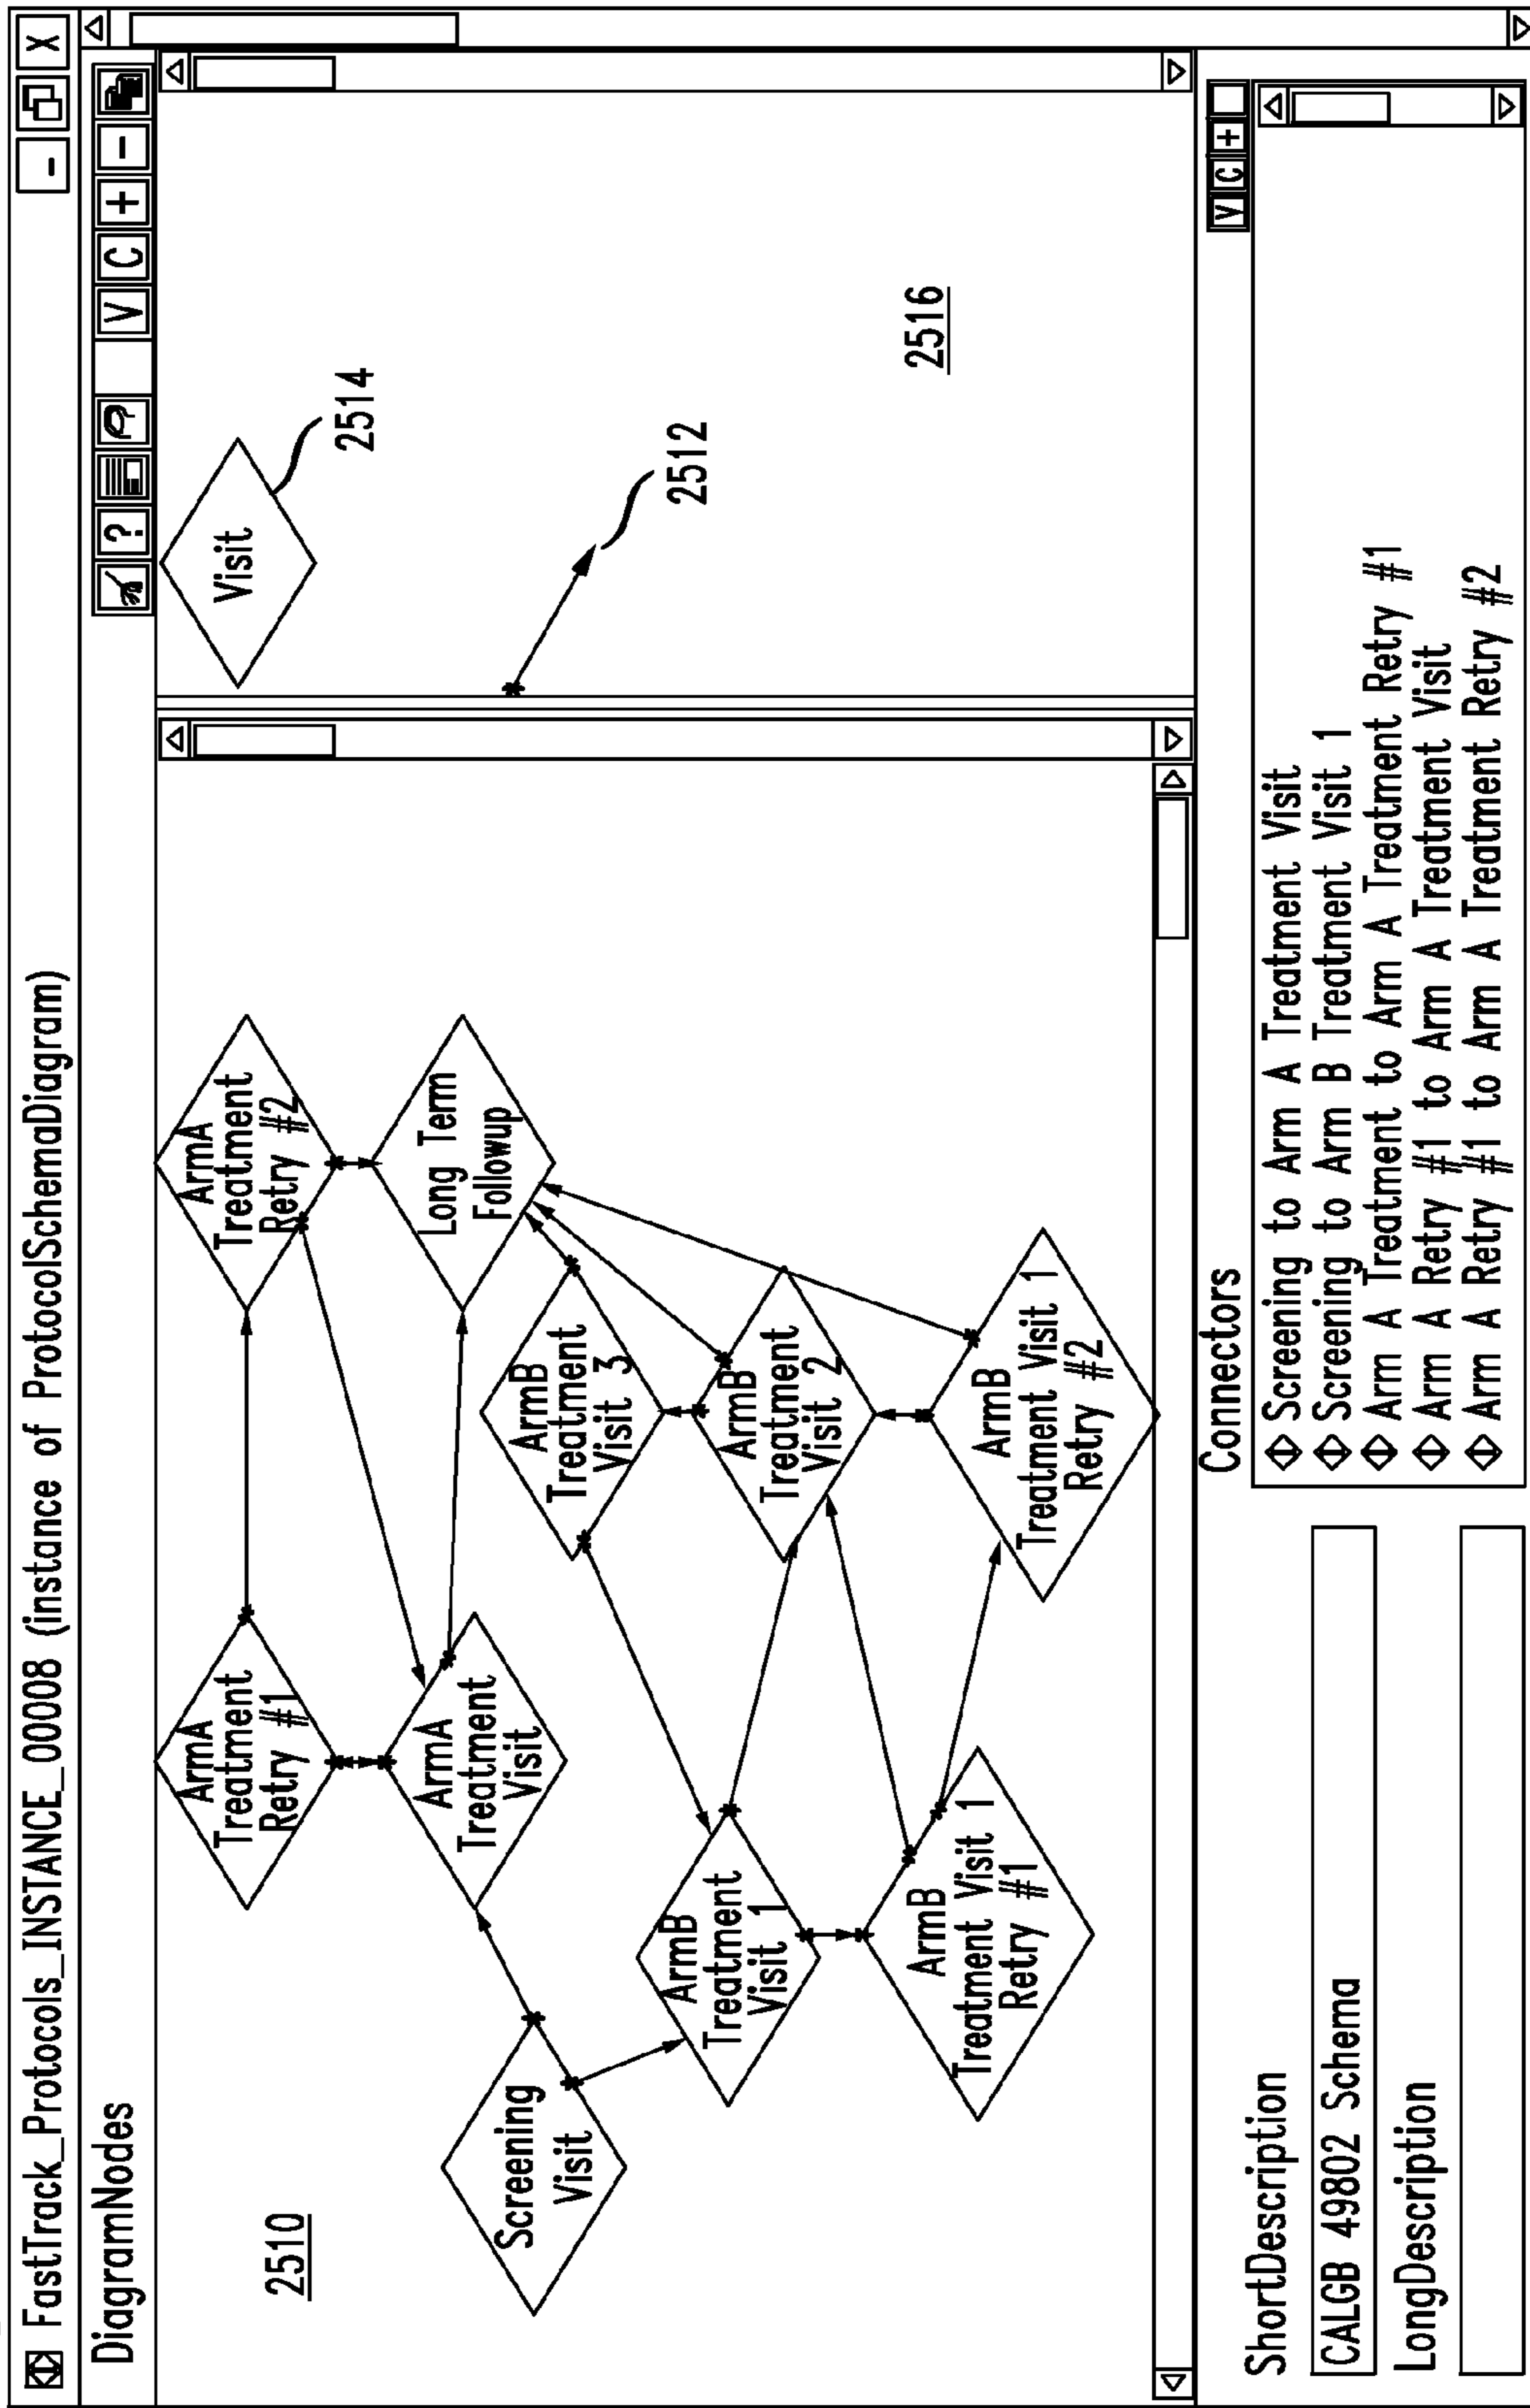 FastTrack_Protocols_INSTANCE_00008 (instance of ProtocolSchemaDiagram)
- X
DiagramNodes
? V C + -
2510
Screening
Visit
ArmA
Treatment
Retry #1
ArmA
Treatment
Retry #2
ArmA
Treatment
Visit
Long Term
Followup
ArmB
Treatment
Visit 1
ArmB
Treatment
Visit 3
ArmB
Treatment
Visit 2
ArmB
Treatment Visit 1
Retry #1
ArmB
Treatment Visit 1
Retry #2
Visit
2514
2512
2516
ShortDescription
CALGB 49802 Schema
LongDescription
Connectors
V C +
Screening to Arm A Treatment Visit
Screening to Arm B Treatment Visit 1
Arm A Treatment to Arm A Treatment Retry #1
Arm A Retry #1 to Arm A Treatment Visit
Arm A Retry #1 to Arm A Treatment Retry #2